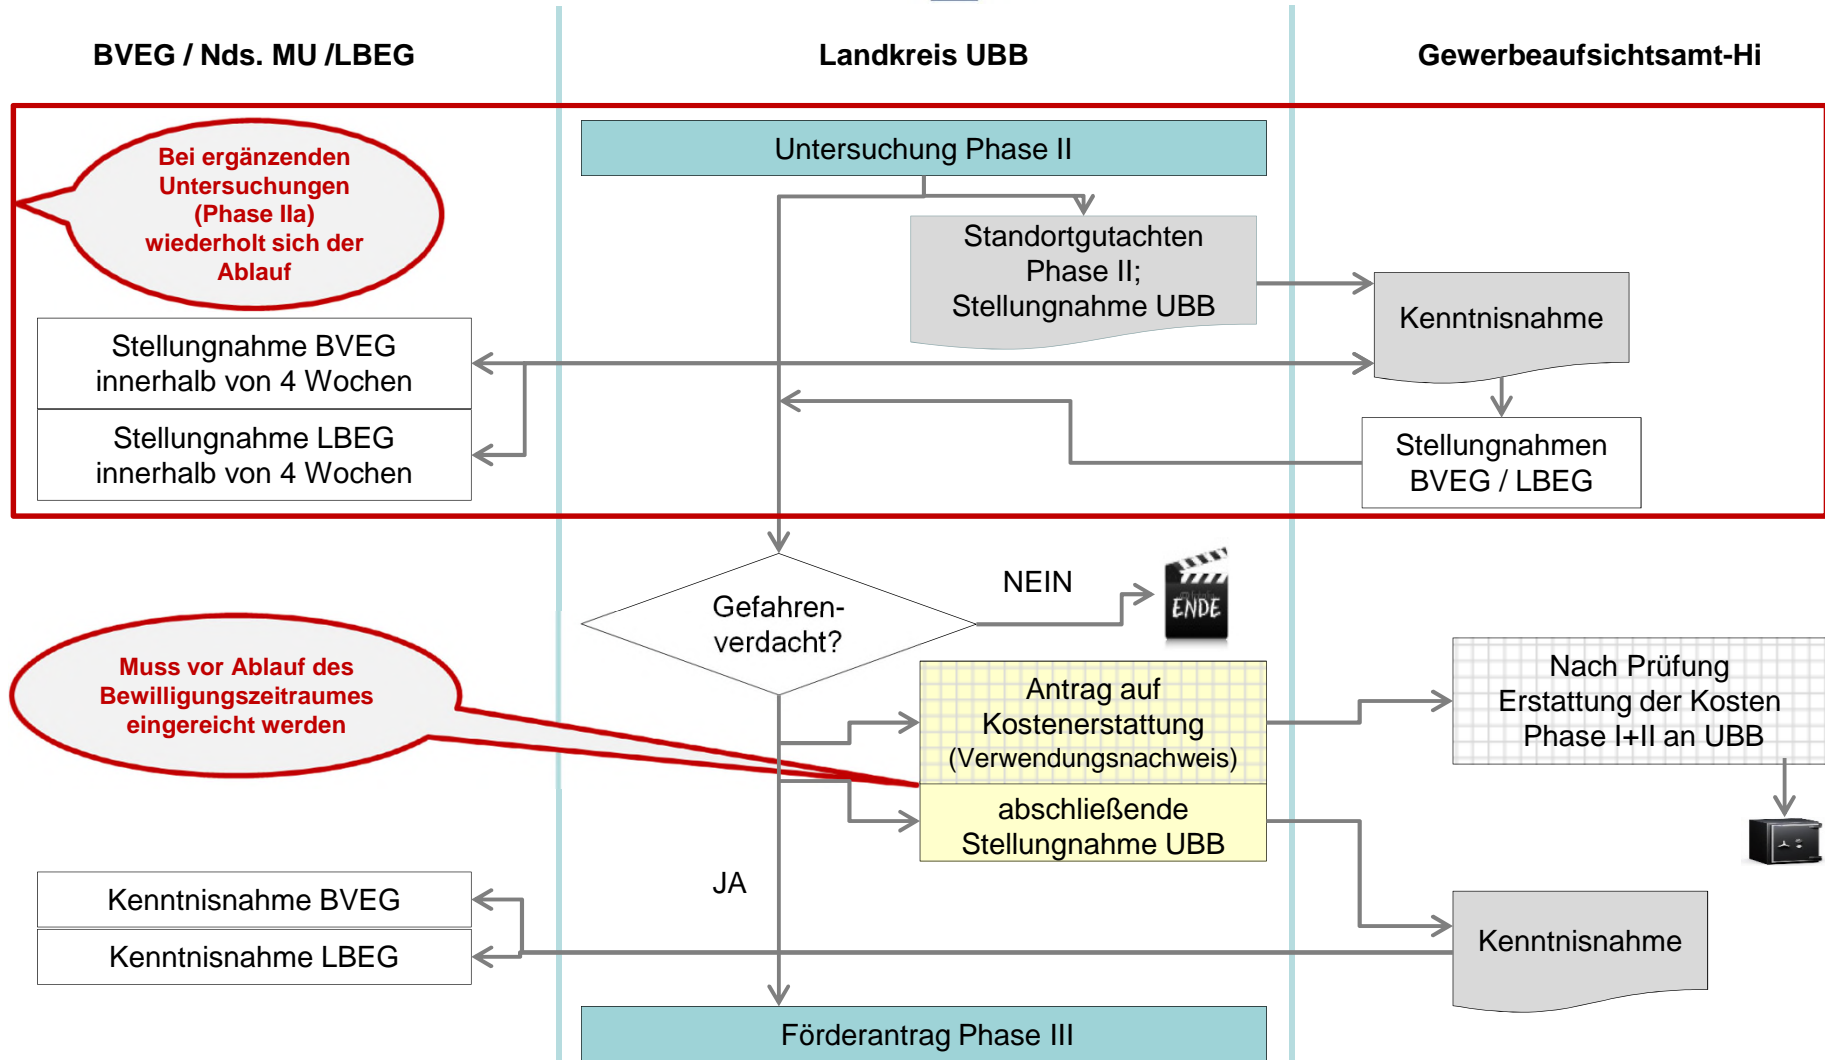 BVEG / Nds. MU /LBEG
Landkreis UBB
Gewerbeaufsichtsamt-Hi
Untersuchung Phase II
Bei ergänzenden
Untersuchungen
(Phase IIa)
wiederholt sich der
Ablauf
Standortgutachten
Phase II;
Stellungnahme UBB
Kenntnisnahme
Stellungnahme BVEG
innerhalb von 4 Wochen
Stellungnahme LBEG
innerhalb von 4 Wochen
Stellungnahmen
BVEG / LBEG
Gefahren-
verdacht?
NEIN
ENDE
Muss vor Ablauf des
Bewilligungszeitraumes
eingereicht werden
Antrag auf
Kostenerstattung
(Verwendungsnachweis)
Nach Prüfung
Erstattung der Kosten
Phase I+II an UBB
abschließende
Stellungnahme UBB
JA
Kenntnisnahme BVEG
Kenntnisnahme LBEG
Kenntnisnahme
Förderantrag Phase III